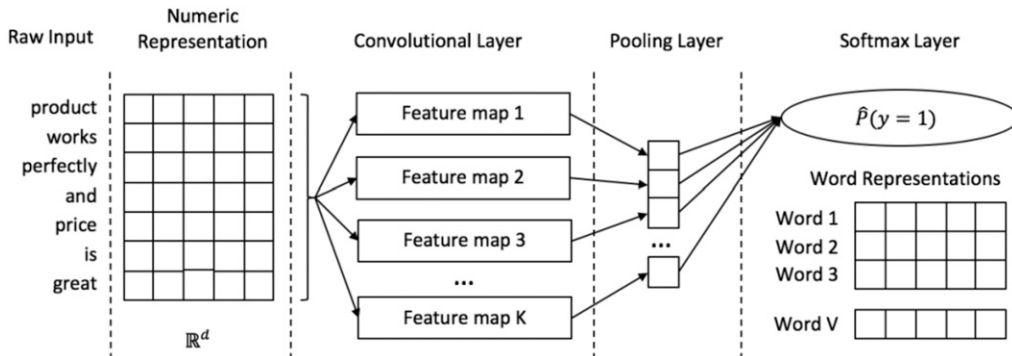 Raw Input
Numeric
Representation
Convolutional Layer
Pooling Layer
Softmax Layer
product
works
perfectly
and
price
is
great
ℝᵈ
Feature map 1
Feature map 2
Feature map 3
...
Feature map K
...
P̂(y = 1)
Word Representations
Word 1
Word 2
Word 3
Word V